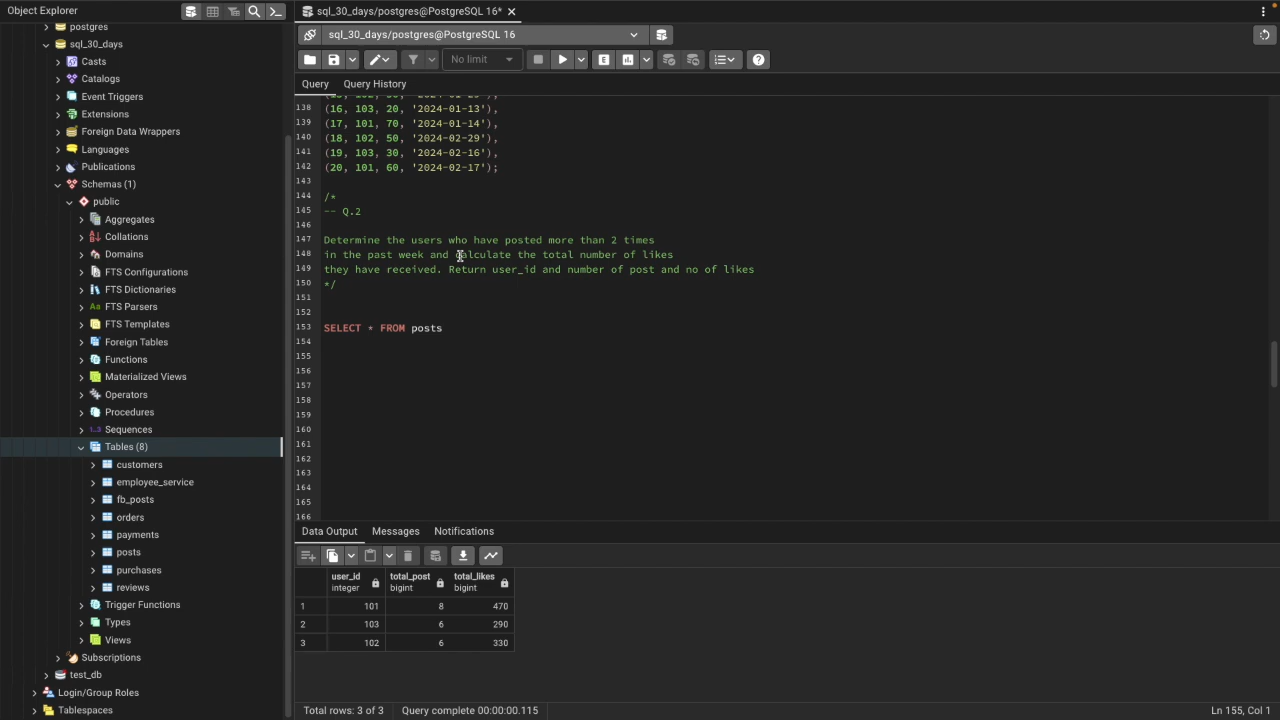 Object Explorer
sql_30_days/postgres@PostgreSQL 16*
postgres
sql_30_days
Casts
Catalogs
Event Triggers
Extensions
Foreign Data Wrappers
Languages
Publications
Schemas (1)
public
Aggregates
Collations
Domains
FTS Configurations
FTS Dictionaries
FTS Parsers
FTS Templates
Foreign Tables
Functions
Materialized Views
Operators
Procedures
Sequences
Tables (8)
customers
employee_service
fb_posts
orders
payments
posts
purchases
reviews
Trigger Functions
Types
Views
Subscriptions
test_db
Login/Group Roles
Tablespaces
sql_30_days/postgres@PostgreSQL 16
No limit
Query Query History
138 (16, 103, 20, '2024-01-13'),
139 (17, 101, 70, '2024-01-14'),
140 (18, 102, 50, '2024-02-29'),
141 (19, 103, 30, '2024-02-16'),
142 (20, 101, 60, '2024-02-17');
143
144 /*
145 -- Q.2
146
147 Determine the users who have posted more than 2 times
148 in the past week and calculate the total number of likes
149 they have received. Return user_id and number of post and no of likes
150 */
151
152
153 SELECT * FROM posts
154
155
156
157
158
159
160
161
162
163
164
165
166
Data Output Messages Notifications
user_id total_post total_likes
integer bigint bigint
1 101 8 470
2 103 6 290
3 102 6 330
Total rows: 3 of 3 Query complete 00:00:00.115 Ln 155, Col 1